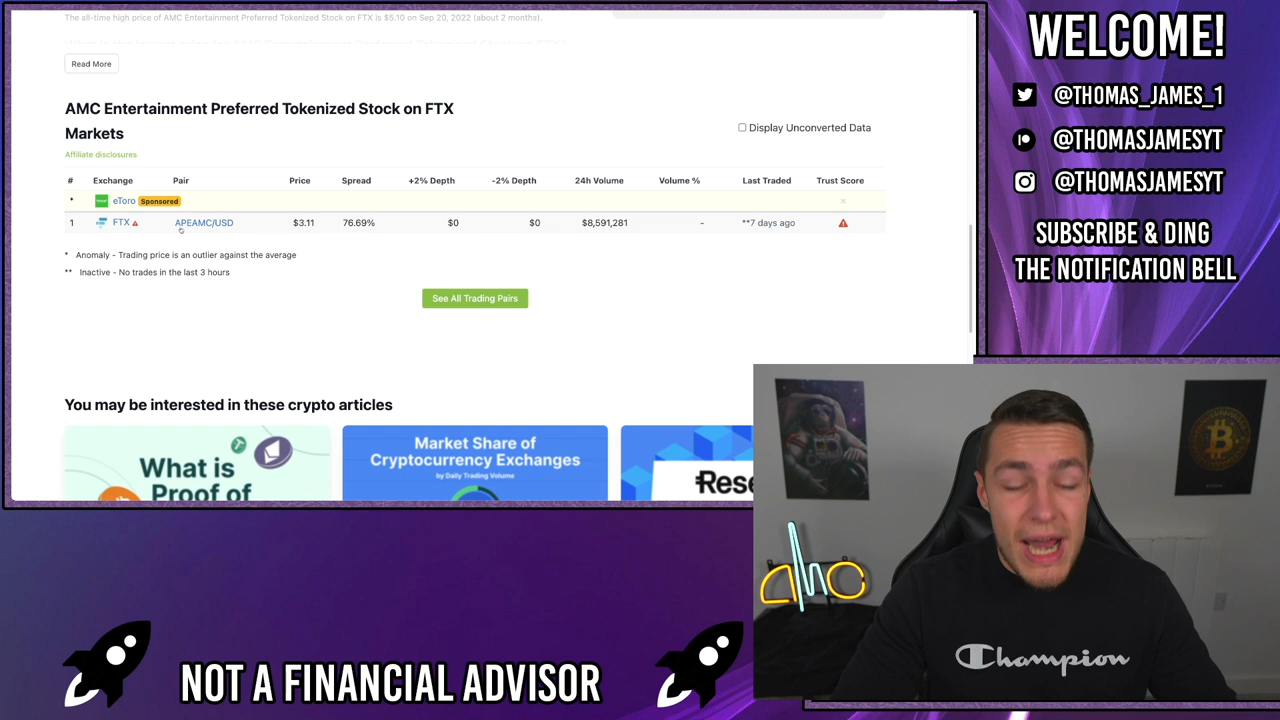 The all-time high price of AMC Entertainment Preferred Tokenized Stock on FTX is $5.10 on Sep 20, 2022 (about 2 months).
Read More
AMC Entertainment Preferred Tokenized Stock on FTX
Markets
Display Unconverted Data
Affiliate disclosures
# Exchange Pair Price Spread +2% Depth -2% Depth 24h Volume Volume % Last Traded Trust Score
* eToro Sponsored
1 FTX APEAMC/USD $3.11 76.69% $0 $0 $8,591,281 - **7 days ago
* Anomaly - Trading price is an outlier against the average
** Inactive - No trades in the last 3 hours
See All Trading Pairs
You may be interested in these crypto articles
What is
Proof of
Market Share of
Cryptocurrency Exchanges
by Daily Trading Volume
WELCOME!
@THOMAS_JAMES_1
@THOMASJAMESYT
@THOMASJAMESYT
SUBSCRIBE & DING
THE NOTIFICATION BELL
Champion
NOT A FINANCIAL ADVISOR